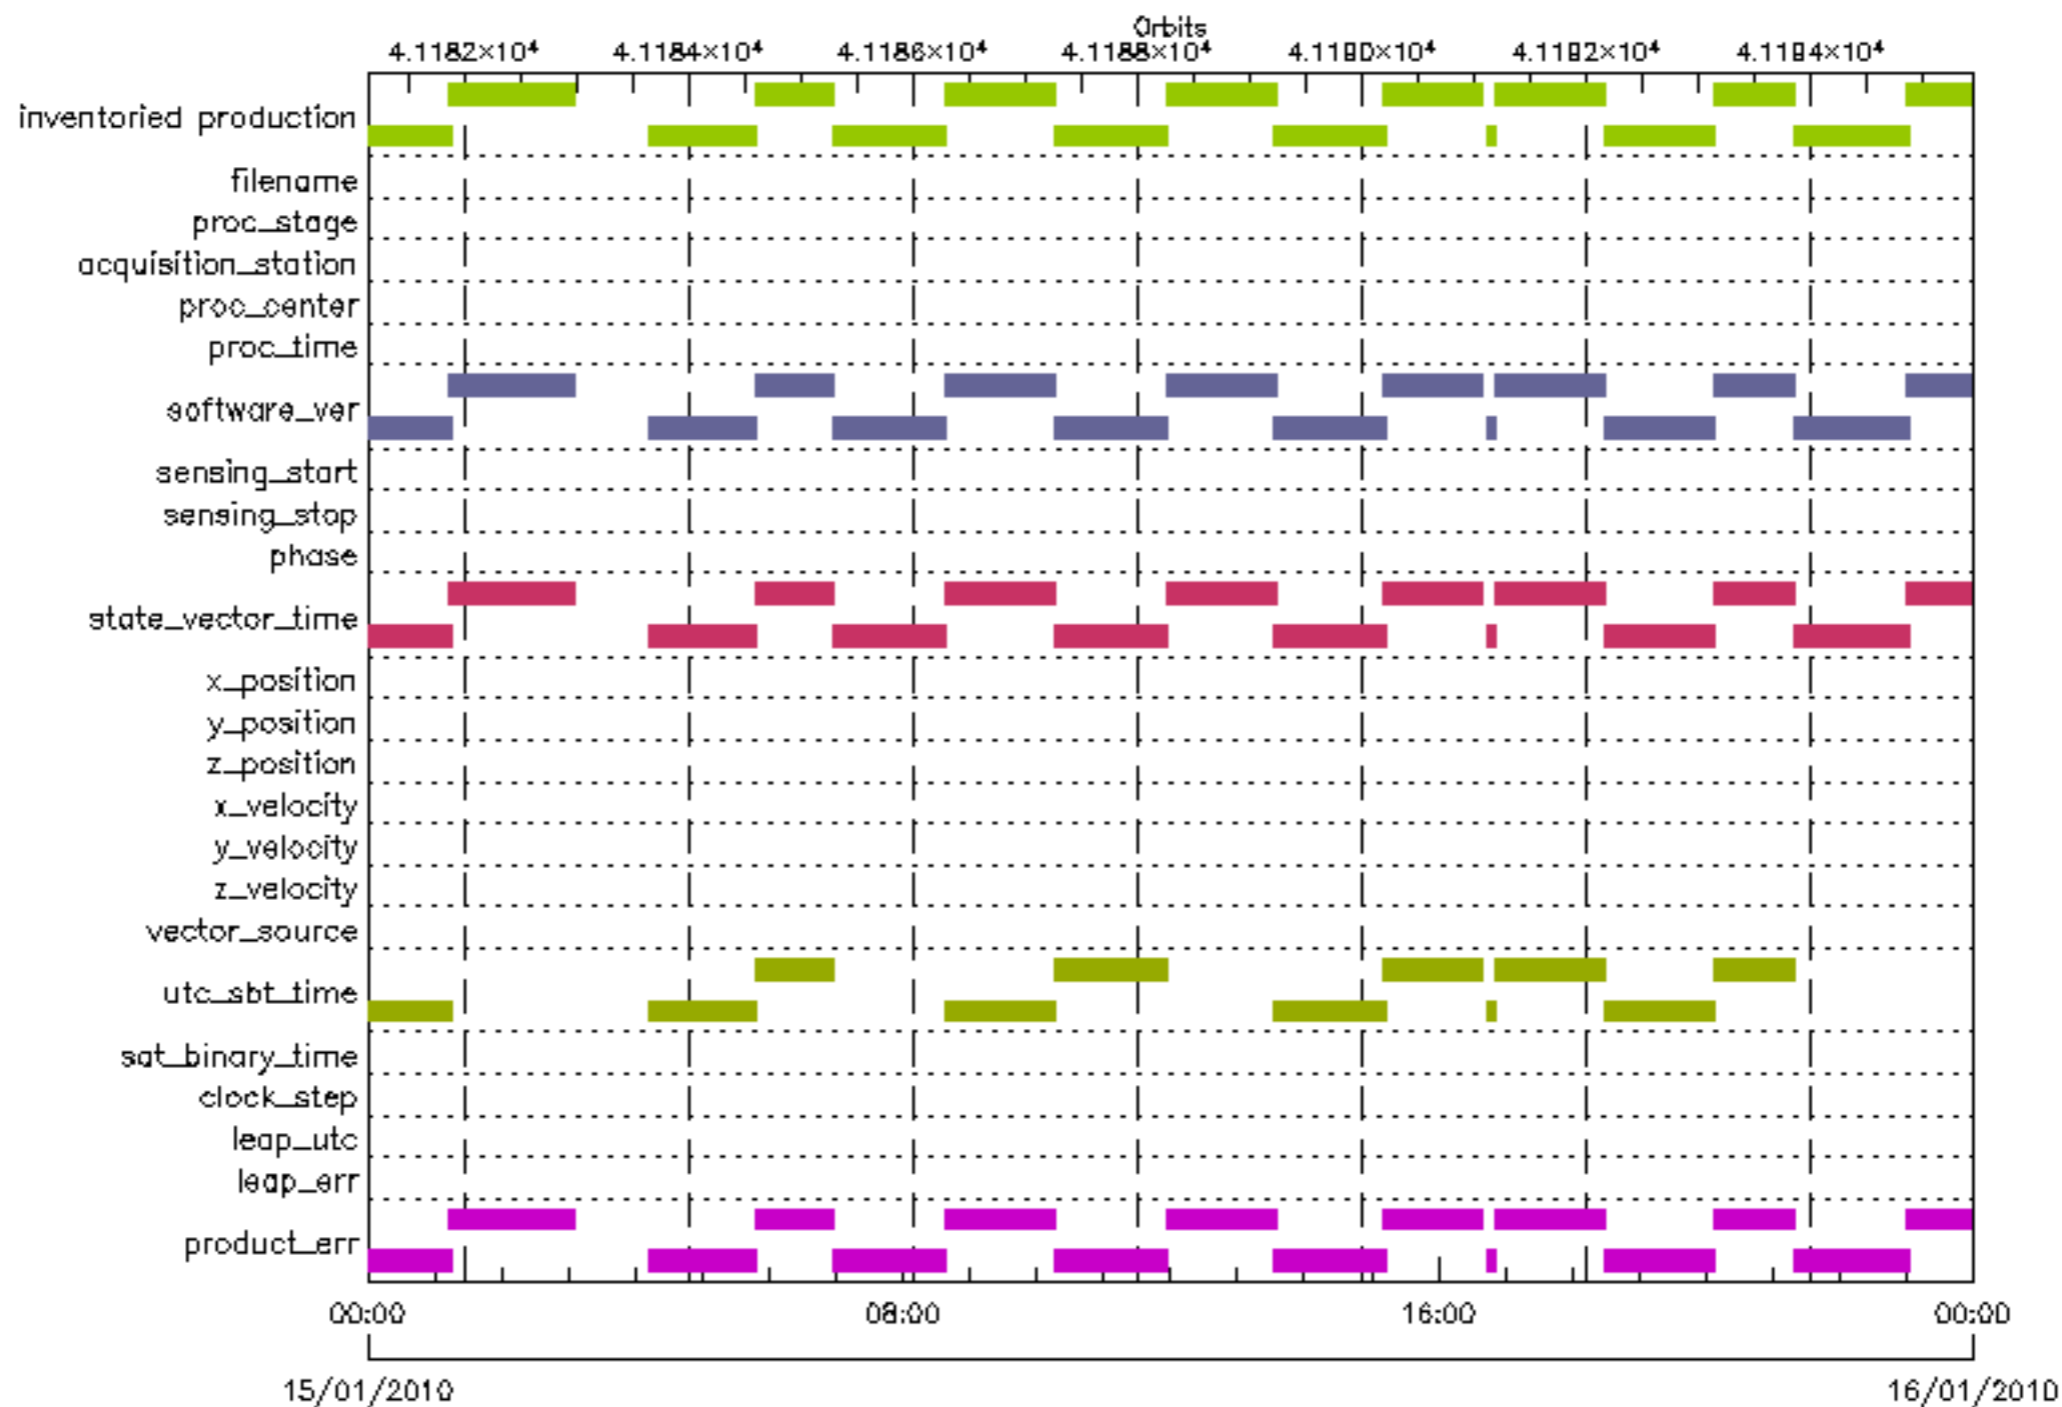 Orbits
4.1182×10⁴ 4.1184×10⁴ 4.1186×10⁴ 4.1188×10⁴ 4.1190×10⁴ 4.1192×10⁴ 4.1194×10⁴
inventoried production
filename
proc_stage
acquisition_station
proc_center
proc_time
software_ver
sensing_start
sensing_stop
phase
state_vector_time
x_position
y_position
z_position
x_velocity
y_velocity
z_velocity
vector_source
utc_sbt_time
sat_binary_time
clock_step
leap_utc
leap_err
product_err
00:00 08:00 16:00 00:00
15/01/2010 16/01/2010